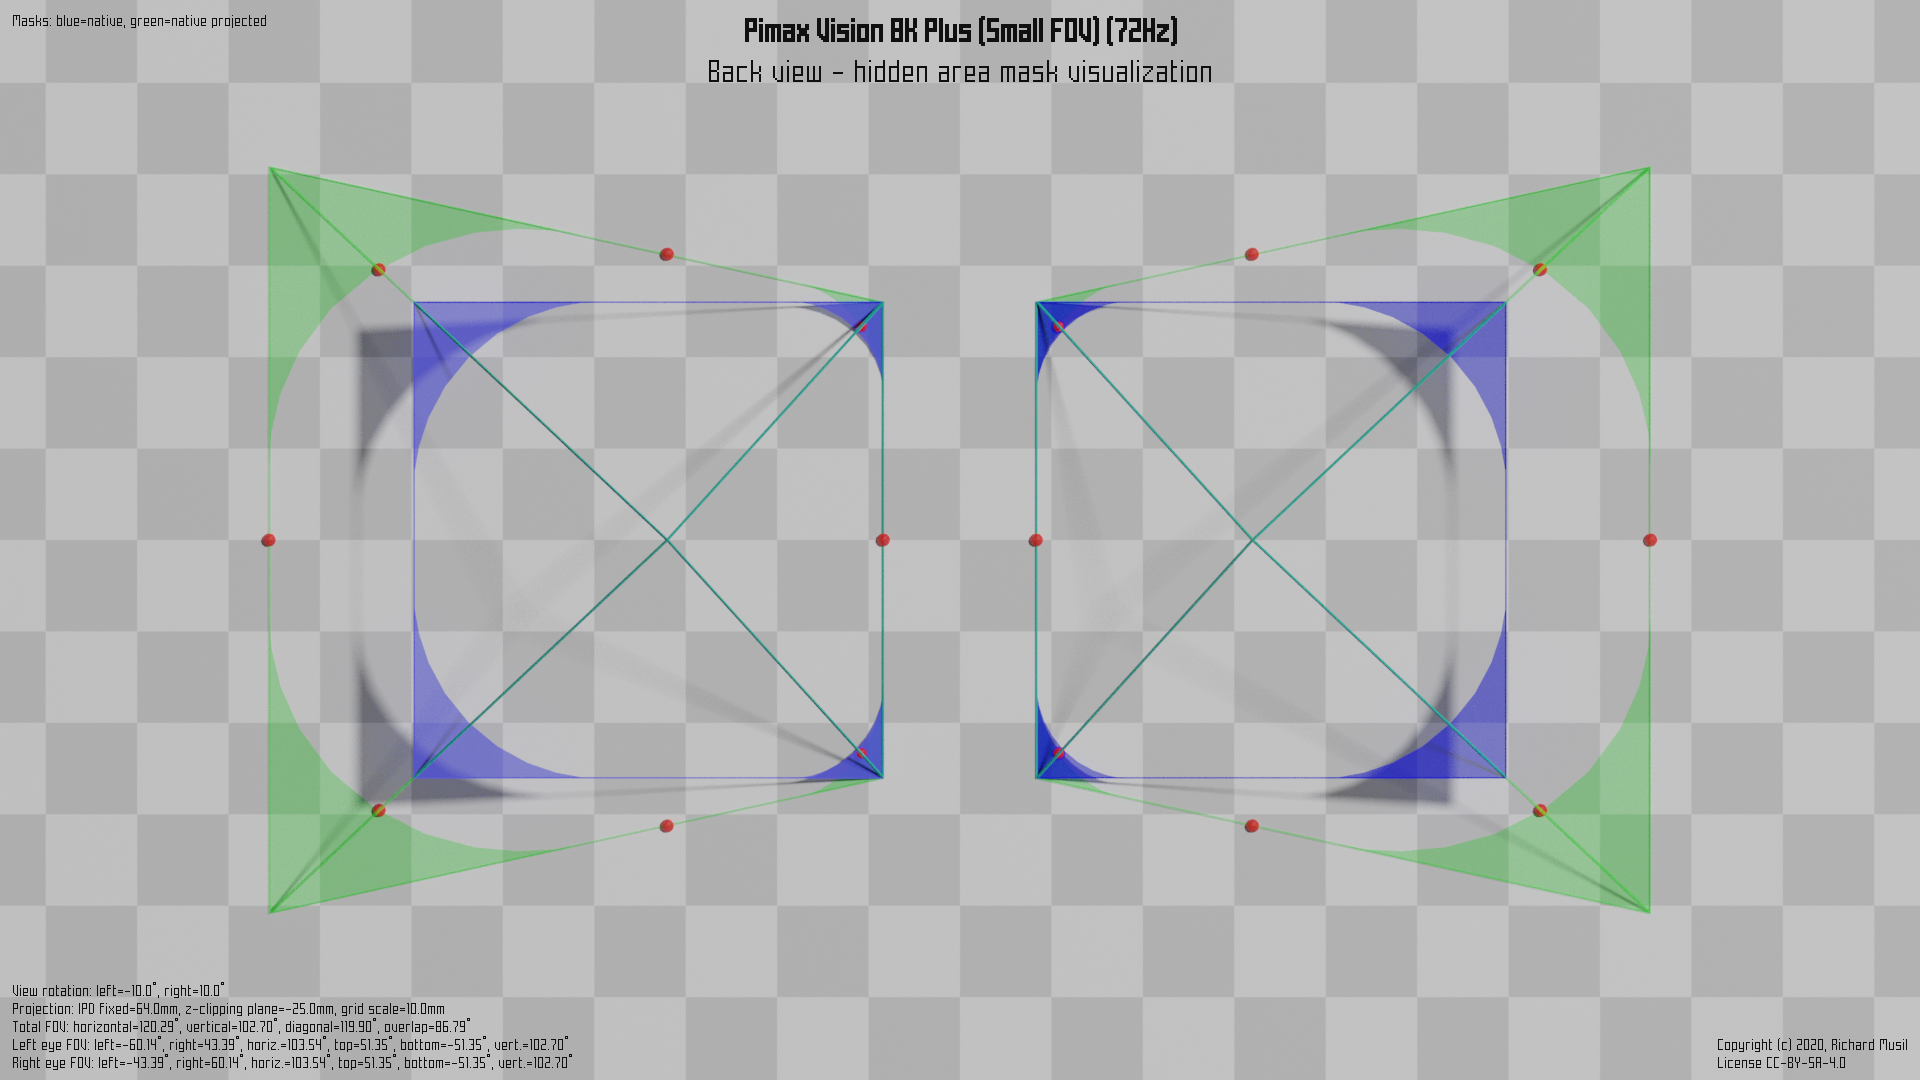 Masks: blue=native, green=native projected
Pimax Vision 8K Plus (Small FOV) (72Hz)
Back view - hidden area mask visualization
View rotation: left=-10.0°, right=10.0°
Projection: IPD fixed=64.0mm, z-clipping plane=-25.0mm, grid scale=10.0mm
Total FOV: horizontal=120.29°, vertical=102.70°, diagonal=119.90°, overlap=86.79°
Left eye FOV: left=-60.14°, right=43.39°, horiz.=103.54°, top=51.35°, bottom=-51.35°, vert.=102.70°
Right eye FOV: left=-43.39°, right=60.14°, horiz.=103.54°, top=51.35°, bottom=-51.35°, vert.=102.70°
Copyright (c) 2020, Richard Musil
License CC-BY-SA-4.0